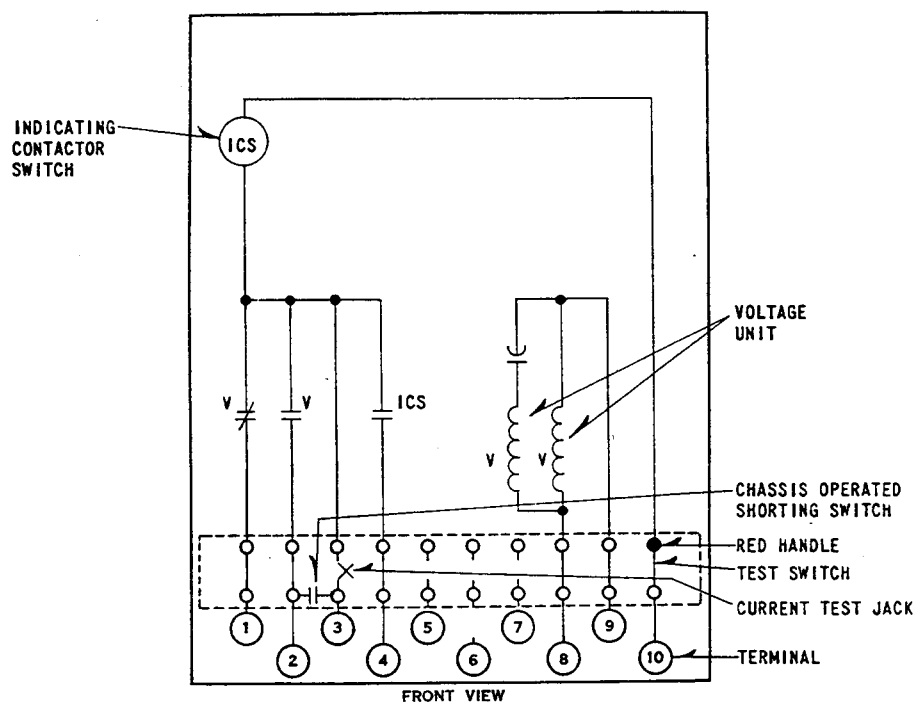 INDICATING
CONTACTOR
SWITCH
ICS
V
V
ICS
V
V
VOLTAGE
UNIT
CHASSIS OPERATED
SHORTING SWITCH
RED HANDLE
TEST SWITCH
CURRENT TEST JACK
1
2
3
4
5
6
7
8
9
10
TERMINAL
FRONT VIEW